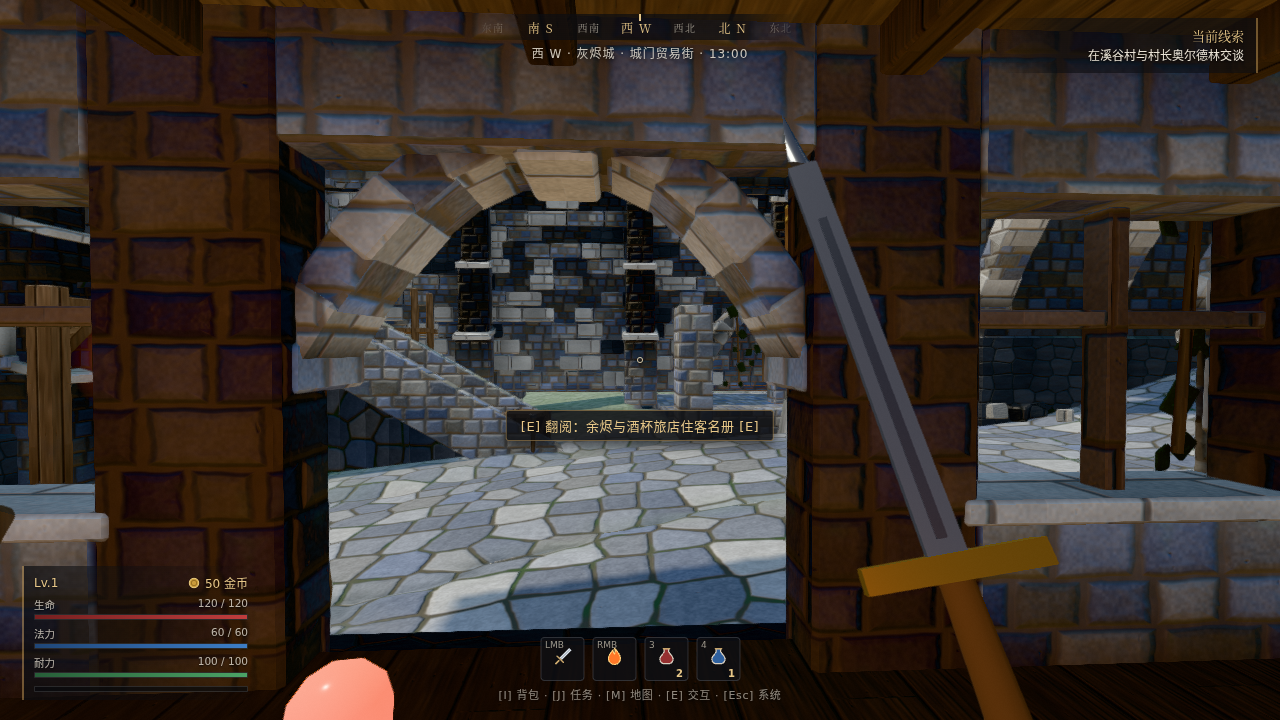 东南 南 S 西南 西 W 西北 北 N 东北
西 W · 灰烬城 · 城门贸易街 · 13:00
当前线索
在溪谷村与村长奥尔德林交谈
[E] 翻阅：余烬与酒杯旅店住客名册 [E]
Lv.1 50 金币
生命 120 / 120
法力 60 / 60
耐力 100 / 100
LMB RMB 3 4
2 1
[I] 背包 · [J] 任务 · [M] 地图 · [E] 交互 · [Esc] 系统